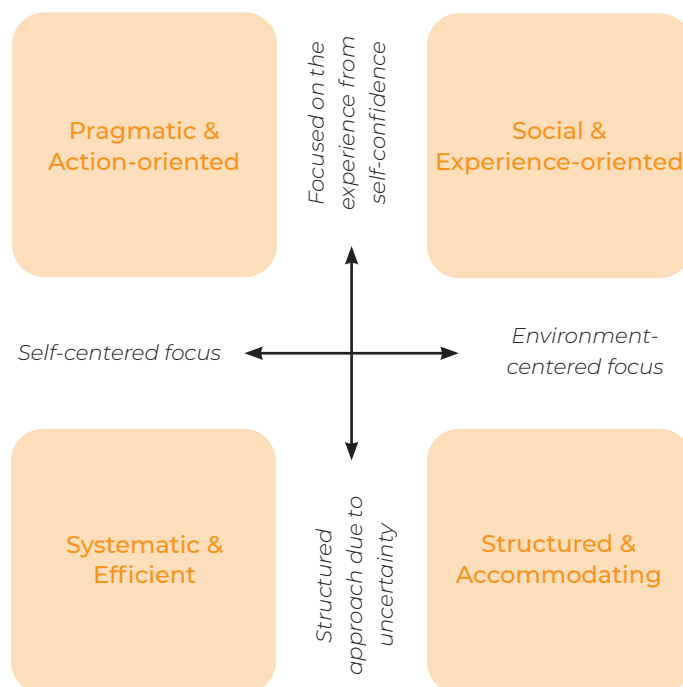 Pragmatic &
Action-oriented
Focused on the
experience from
self-confidence
Social &
Experience-oriented
Self-centered focus
Environment-
centered focus
Systematic &
Efficient
Structured
approach due to
uncertainty
Structured &
Accommodating